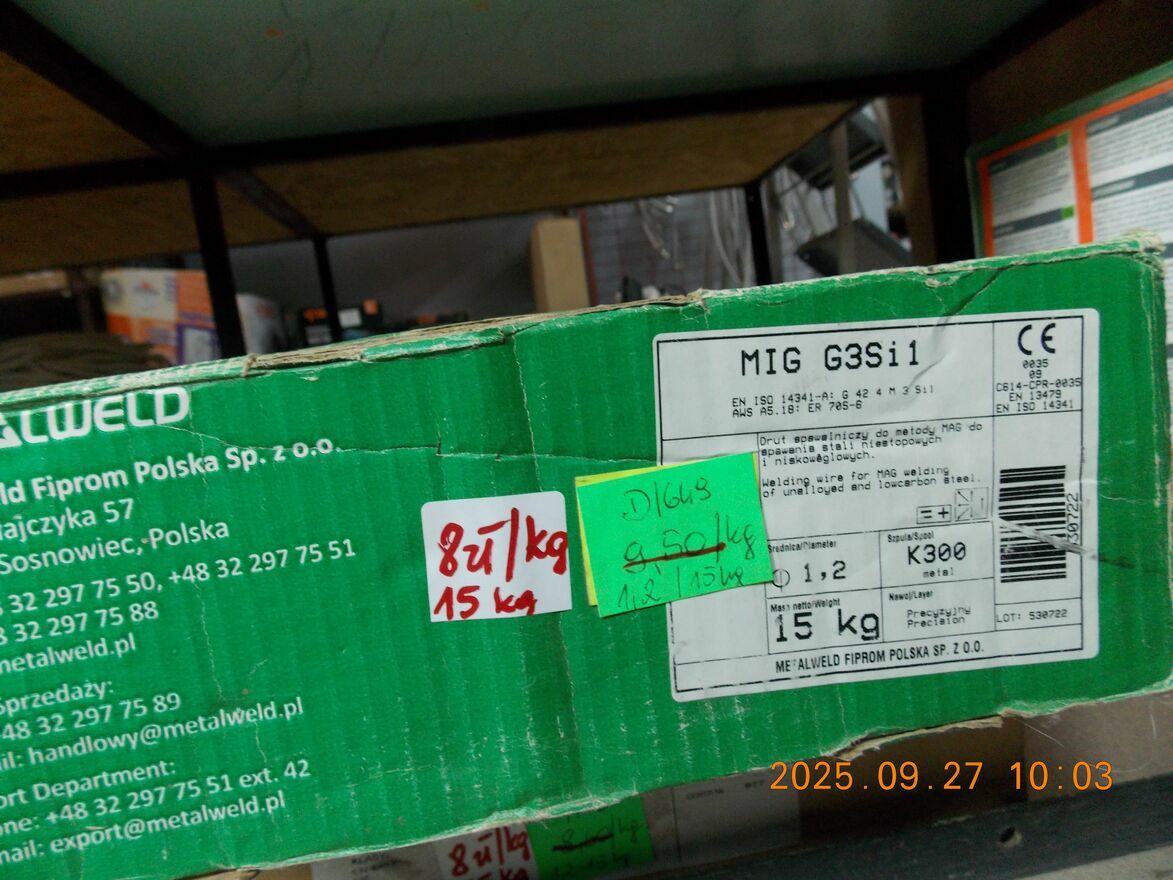 ALWELD
ld Fiprom Polska Sp. z o.o.
ajczyka 57
Sosnowiec, Polska
32 297 75 50, +48 32 297 75 51
32 297 75 88
metalweld.pl
Sprzedaży:
48 32 297 75 89
il: handlowy@metalweld.pl
ort Department:
one: +48 32 297 75 51 ext. 42
mail: export@metalweld.pl
8zł/kg
15 kg
D/649
9,50/kg
1,2/15kg
MIG G3Si1
EN ISO 14341-A: G 42 4 M 3 Si1
AWS A5.18: ER 70S-6
CE
0035
09
C614-CPR-0035
EN 13479
EN ISO 14341
Drut spawalniczy do metody MAG do
spawania stali niestopowych
i niskowęglowych.
Welding wire for MAG welding
of unalloyed and lowcarbon steel.
= +
Średnica/Diameter
∅ 1,2
Szpula/Spool
K300
metal
Masa netto/Weight
15 kg
Nawój/Layer
Precyzyjny
Precision
30722
LOT: 530722
METALWELD FIPROM POLSKA SP. Z O.O.
8zł/kg
15 kg
2025.09.27 10:03